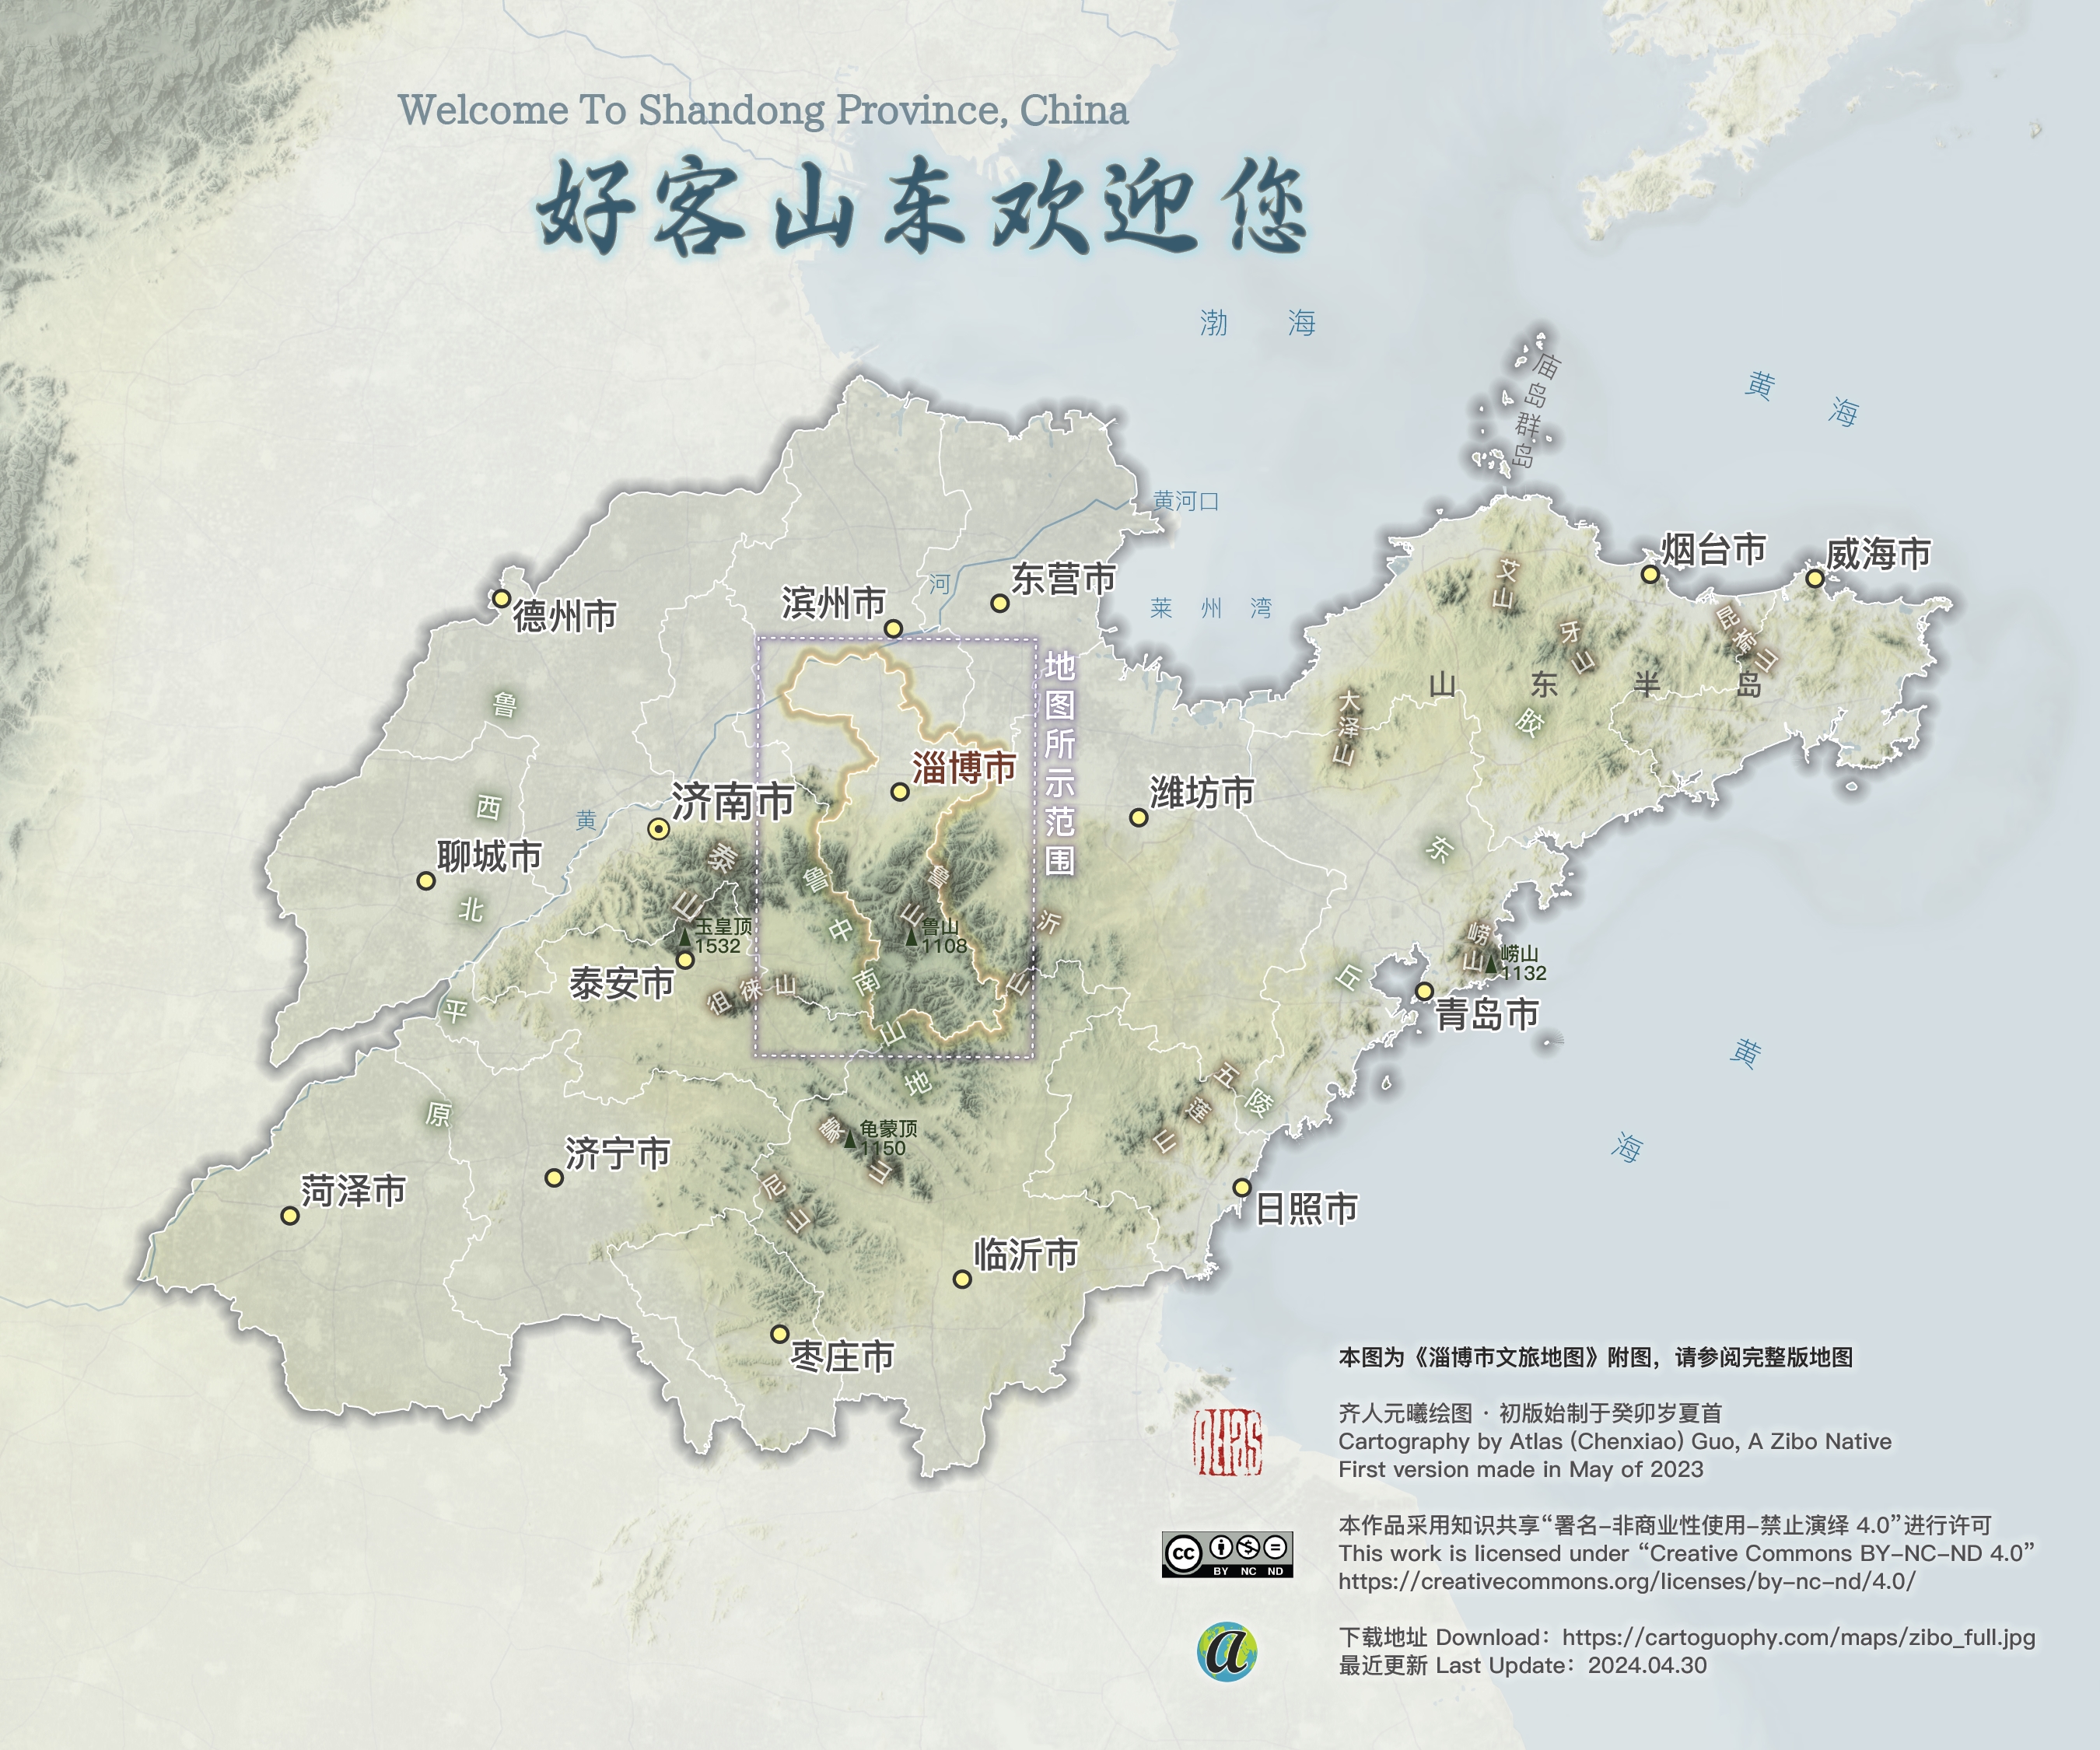 Welcome To Shandong Province, China
好客山东欢迎您
渤海
黄海
庙岛群岛
黄河口
烟台市
威海市
艾山
东营市
河
滨州市
莱州湾
德州市
牙山
昆嵛山
地图所示范围
山东半岛
大泽山
鲁西北平原
胶东丘陵
淄博市
潍坊市
济南市
黄
聊城市
泰山
鲁中南山地
鲁山
沂山
玉皇顶
1532
鲁山
1108
崂山
崂山
1132
泰安市
徂徕山
青岛市
黄海
五莲山
蒙山
龟蒙顶
1150
济宁市
尼山
菏泽市
日照市
临沂市
枣庄市
本图为《淄博市文旅地图》附图，请参阅完整版地图
齐人元曦绘图 · 初版始制于癸卯岁夏首
Cartography by Atlas (Chenxiao) Guo, A Zibo Native
First version made in May of 2023
Atlas
本作品采用知识共享“署名–非商业性使用–禁止演绎 4.0”进行许可
This work is licensed under “Creative Commons BY–NC–ND 4.0”
https://creativecommons.org/licenses/by–nc–nd/4.0/
cc
BY NC ND
a
下载地址 Download：https://cartoguophy.com/maps/zibo_full.jpg
最近更新 Last Update：2024.04.30